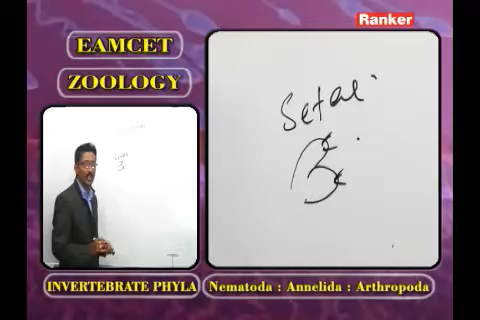 Ranker
EAMCET
ZOOLOGY
Setae
INVERTEBRATE PHYLA
Nematoda : Annelida : Arthropoda